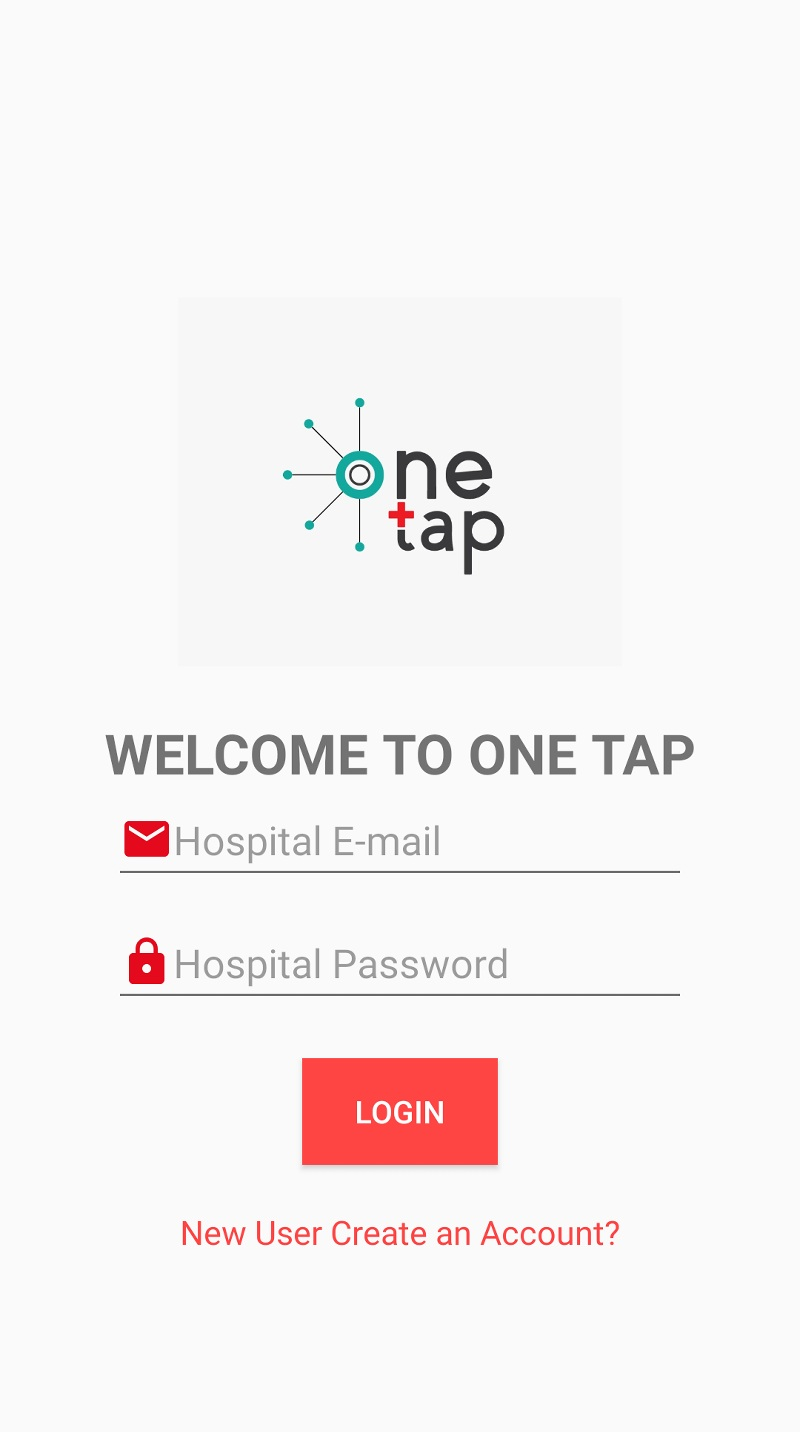 one
tap
WELCOME TO ONE TAP
Hospital E-mail
Hospital Password
LOGIN
New User Create an Account?